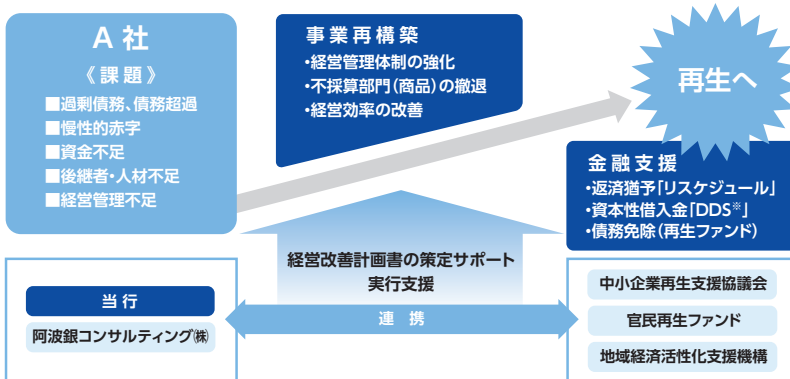 A 社
《 課題 》
■過剰債務、債務超過
■慢性的赤字
■資金不足
■後継者・人材不足
■経営管理不足
事業再構築
・経営管理体制の強化
・不採算部門(商品)の撤退
・経営効率の改善
再生へ
金融支援
・返済猶予「リスケジュール」
・資本性借入金「DDS※」
・債務免除(再生ファンド)
経営改善計画書の策定サポート
実行支援
連 携
当 行
阿波銀コンサルティング㈱
中小企業再生支援協議会
官民再生ファンド
地域経済活性化支援機構